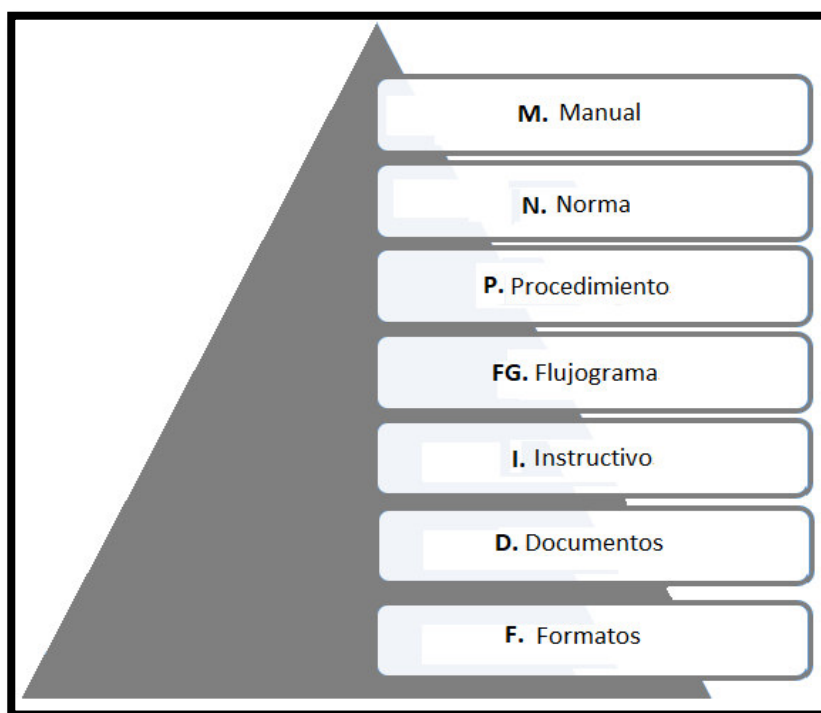 M. Manual
N. Norma
P. Procedimiento
FG. Flujograma
I. Instructivo
D. Documentos
F. Formatos